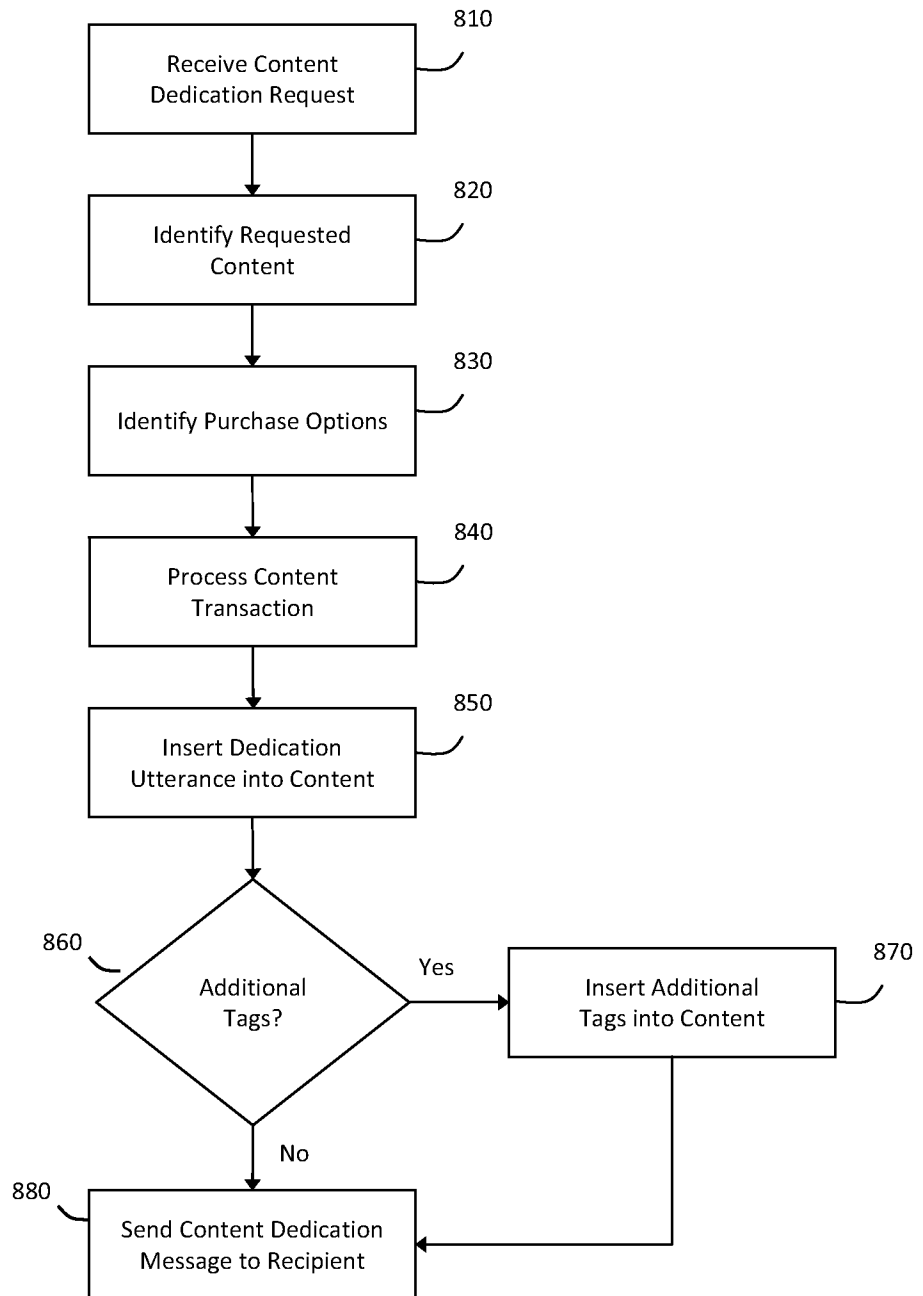 810
Receive Content
Dedication Request
820
Identify Requested
Content
830
Identify Purchase Options
840
Process Content
Transaction
850
Insert Dedication
Utterance into Content
860
Additional
Tags?
Yes
870
Insert Additional
Tags into Content
No
880
Send Content Dedication
Message to Recipient